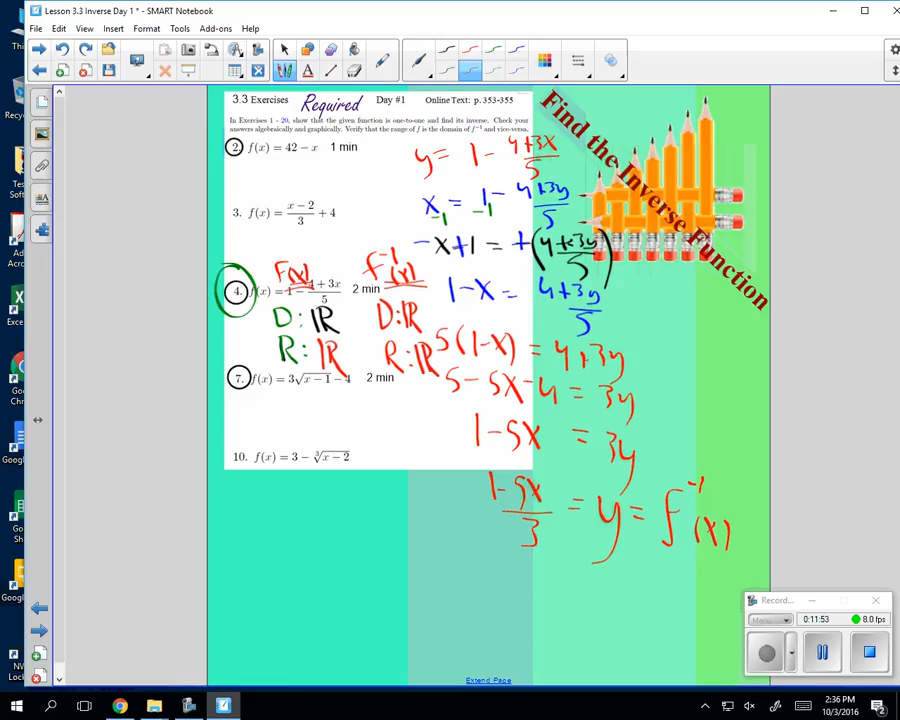 Lesson 3.3 Inverse Day 1 * - SMART Notebook
File Edit View Insert Format Tools Add-ons Help
3.3 Exercises Required Day #1 Online Text: p. 353-355
In Exercises 1 - 20, show that the given function is one-to-one and find its inverse. Check your
answers algebraically and graphically. Verify that the range of f is the domain of f⁻¹ and vice-versa.
2. f(x) = 42 − x 1 min
3. f(x) = (x − 2)/3 + 4
4. f(x) = 1 − (4 + 3x)/5 2 min
F(x) f⁻¹(x)
D: ℝ D: ℝ
R: ℝ R: ℝ
7. f(x) = 3√(x − 1) − 4 2 min
10. f(x) = 3 − ∛(x − 2)
y = 1 - (4+3x)/5
x = 1 - (4+3y)/5
-1 -1
-x+1 = +((4+3y)/5)
1-x = (4+3y)/5
5(1-x) = 4+3y
5-5x-4 = 3y
1-5x = 3y
(1-5x)/3 = y = f⁻¹(x)
Find the Inverse Function
Extend Page
Record...
Menu
0:11:53 8.0 fps
2:36 PM
10/3/2016
2